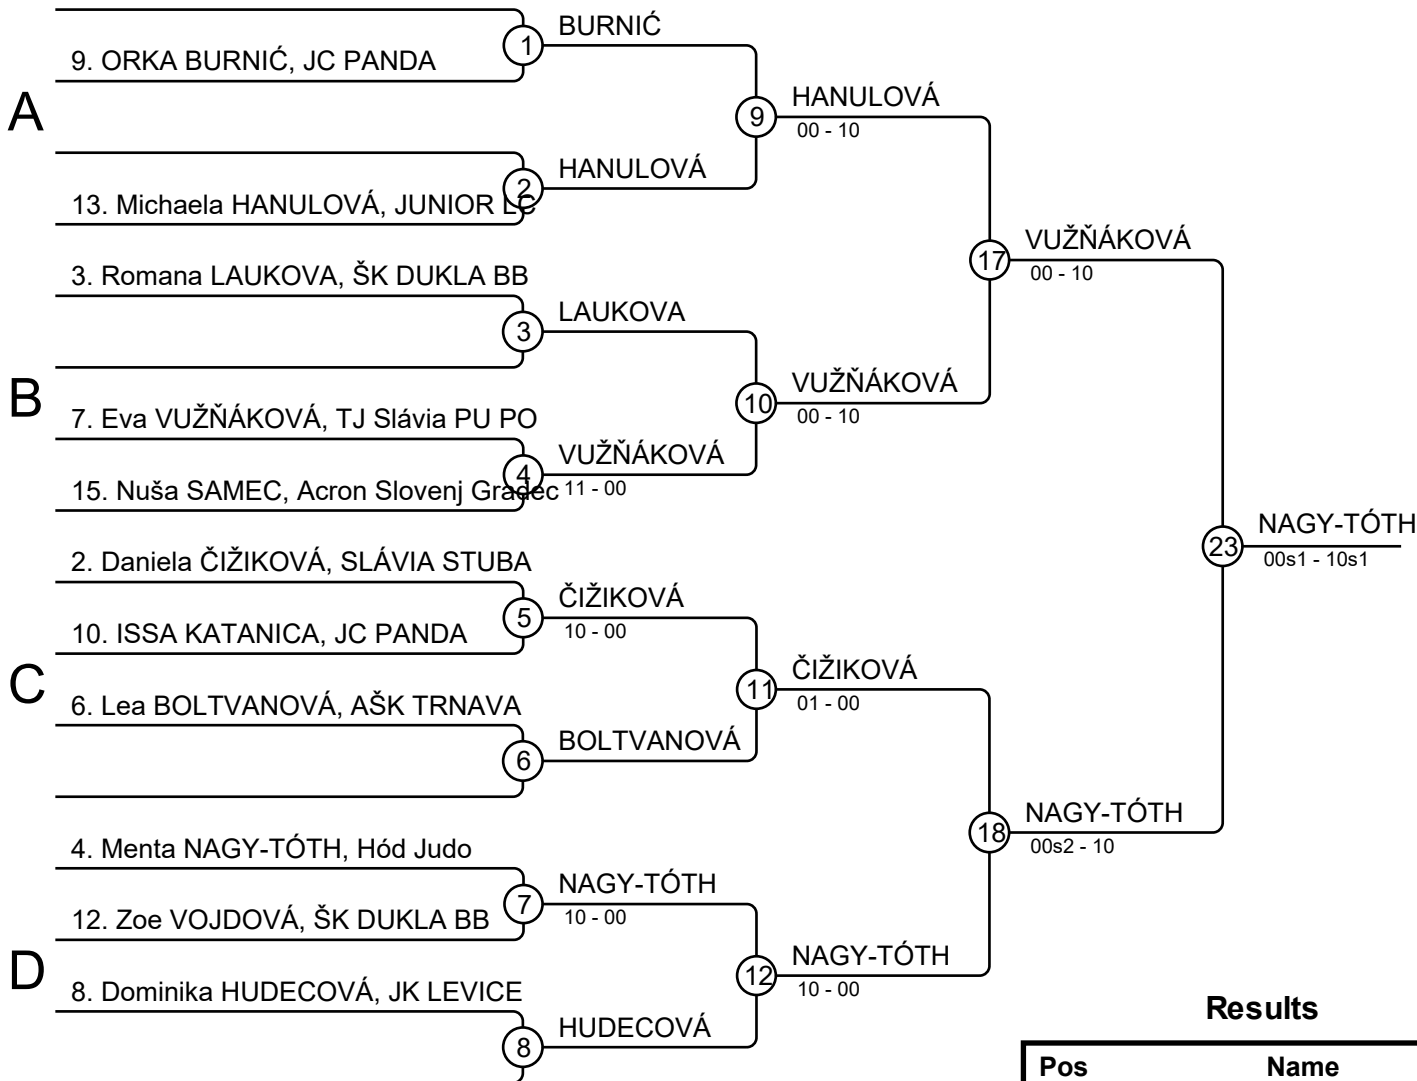 BURNIĆ
1
9. ORKA BURNIĆ, JC PANDA
A
HANULOVÁ
9
00 - 10
HANULOVÁ
2
13. Michaela HANULOVÁ, JUNIOR LC
VUŽŇÁKOVÁ
17
00 - 10
3. Romana LAUKOVA, ŠK DUKLA BB
LAUKOVA
3
B
VUŽŇÁKOVÁ
10
00 - 10
7. Eva VUŽŇÁKOVÁ, TJ Slávia PU PO
VUŽŇÁKOVÁ
4
11 - 00
15. Nuša SAMEC, Acron Slovenj Gradec
NAGY-TÓTH
23
00s1 - 10s1
2. Daniela ČIŽIKOVÁ, SLÁVIA STUBA
ČIŽIKOVÁ
5
10 - 00
10. ISSA KATANICA, JC PANDA
C
ČIŽIKOVÁ
11
01 - 00
6. Lea BOLTVANOVÁ, AŠK TRNAVA
BOLTVANOVÁ
6
NAGY-TÓTH
18
00s2 - 10
4. Menta NAGY-TÓTH, Hód Judo
NAGY-TÓTH
7
10 - 00
12. Zoe VOJDOVÁ, ŠK DUKLA BB
D
NAGY-TÓTH
12
10 - 00
8. Dominika HUDECOVÁ, JK LEVICE
HUDECOVÁ
8
Results
Pos Name